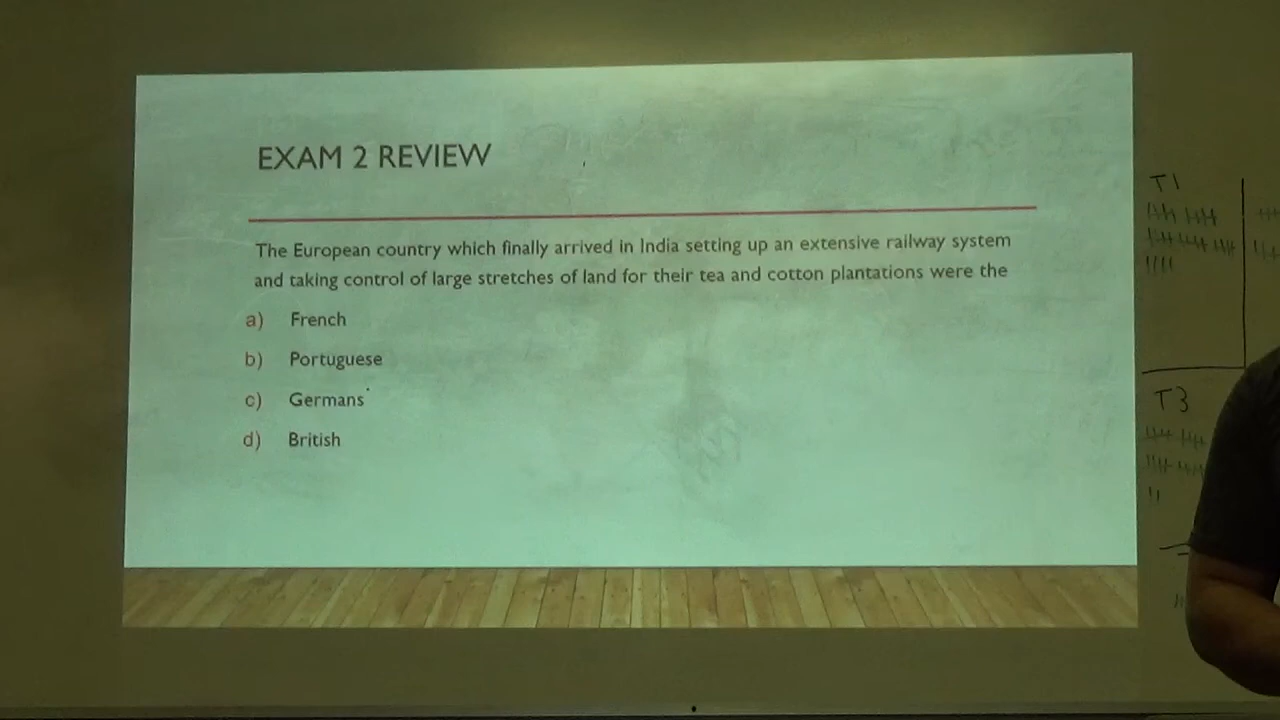 EXAM 2 REVIEW
The European country which finally arrived in India setting up an extensive railway system
and taking control of large stretches of land for their tea and cotton plantations were the
a) French
b) Portuguese
c) Germans
d) British
T1
T3